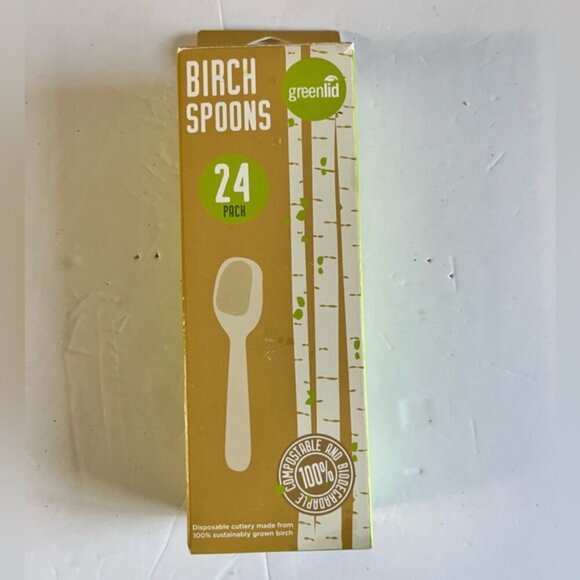 BIRCH
SPOONS
greenlid
24
PACK
COMPOSTABLE AND BIODEGRADABLE
100%
Disposable cutlery made from
100% sustainably grown birch